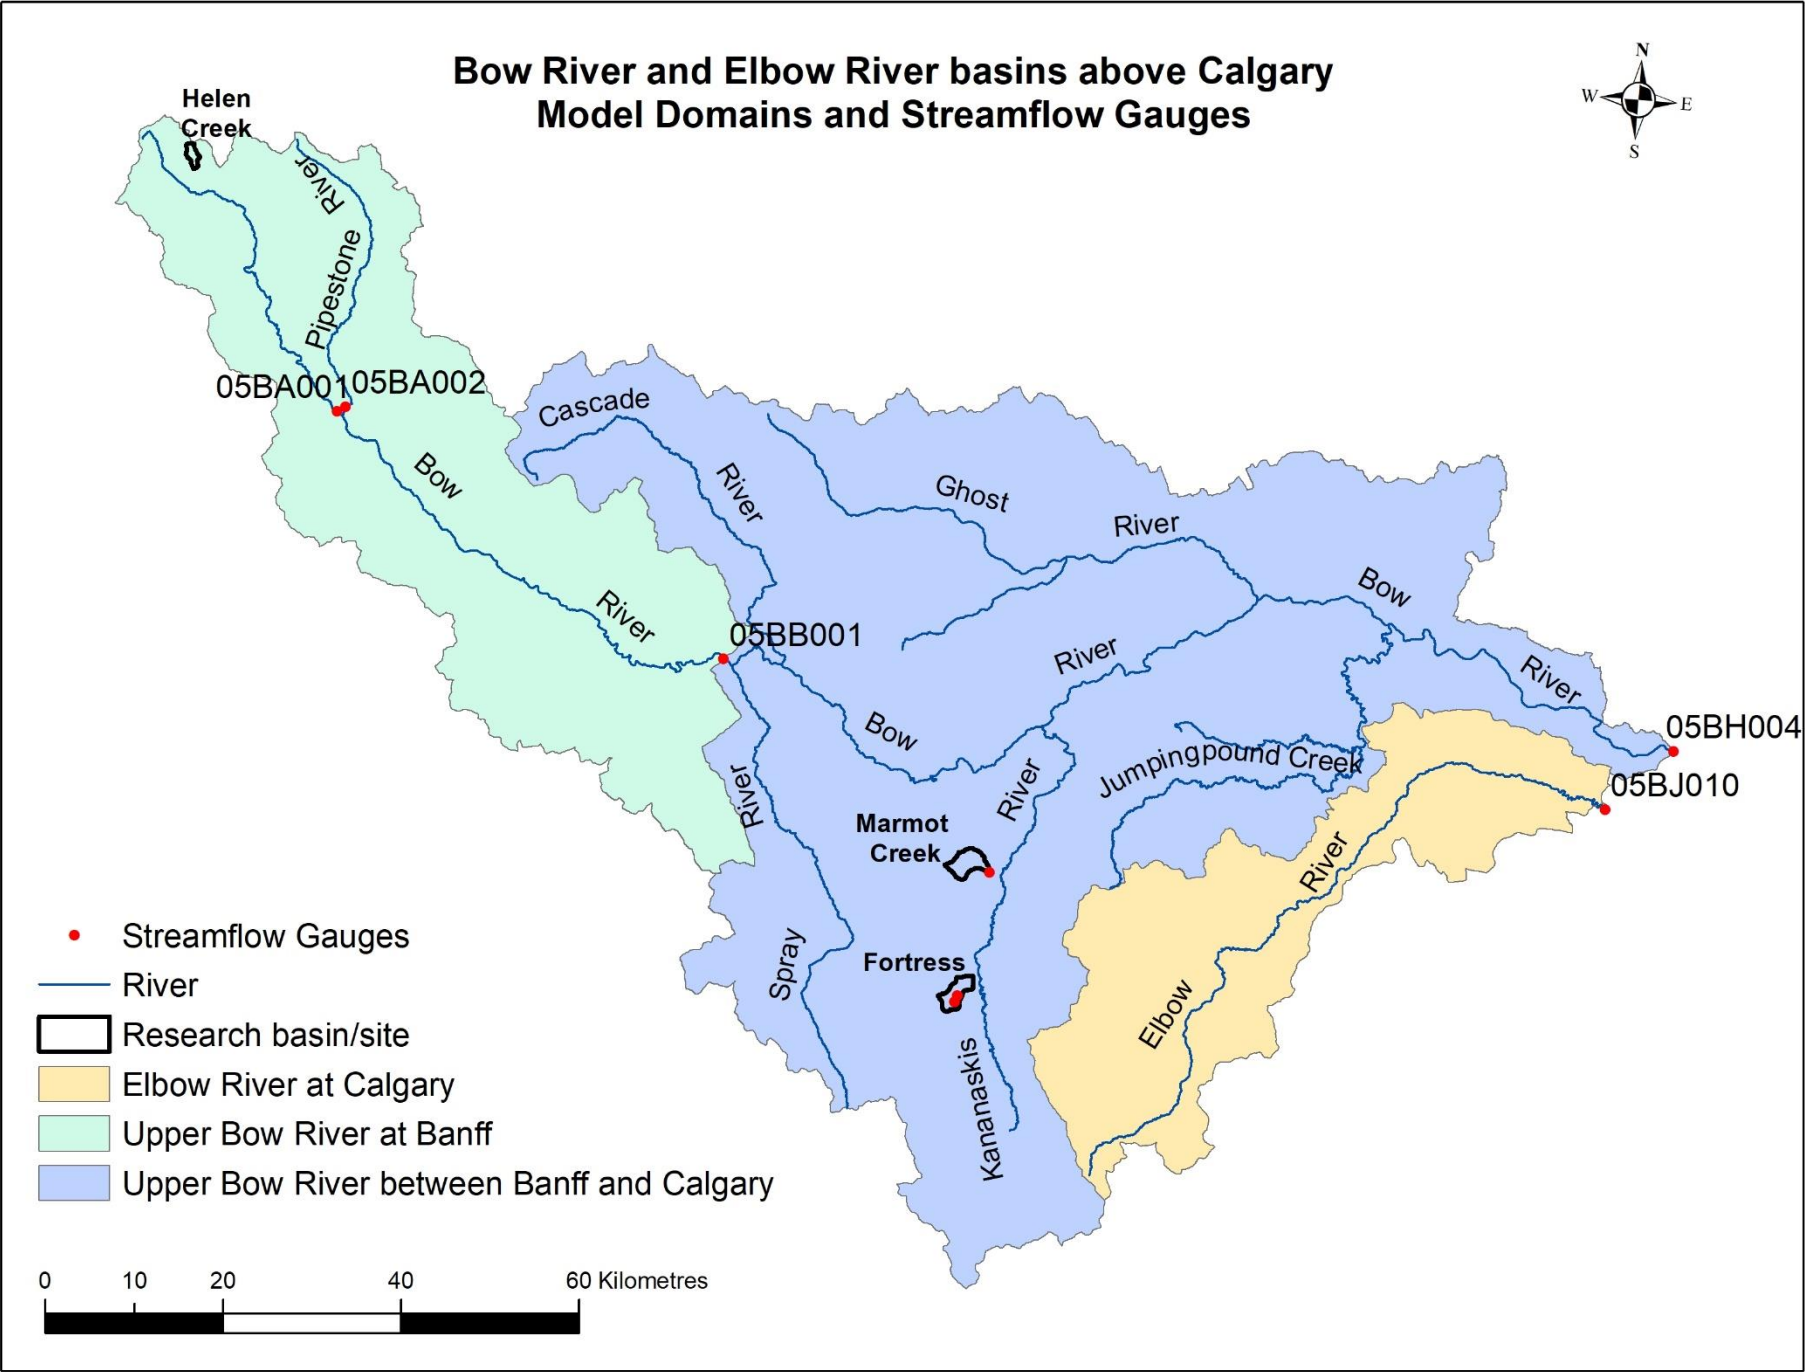 Bow River and Elbow River basins above Calgary
Model Domains and Streamflow Gauges
N
W
E
S
Helen
Creek
River
Pipestone
05BA001
05BA002
Cascade
River
Bow
River
Ghost
River
Bow
River
05BB001
River
Bow
05BH004
05BJ010
Jumpingpound Creek
River
River
Marmot
Creek
River
Elbow
Spray
Fortress
Kananaskis
Streamflow Gauges
River
Research basin/site
Elbow River at Calgary
Upper Bow River at Banff
Upper Bow River between Banff and Calgary
0
10
20
40
60 Kilometres